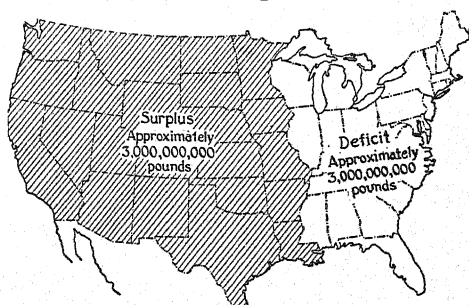 Surplus
Approximately
3,000,000,000
pounds
Deficit
Approximately
3,000,000,000
pounds